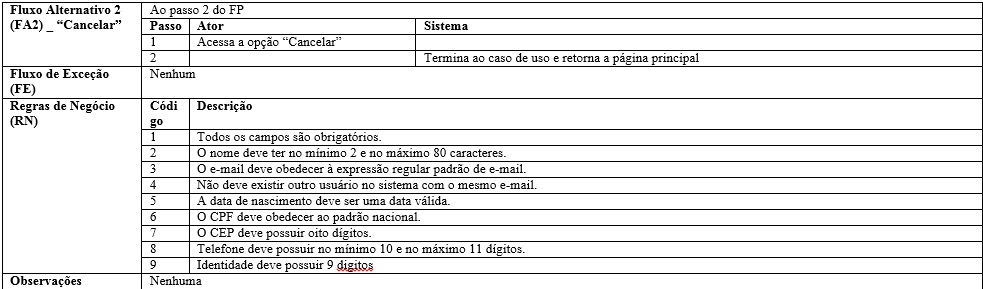 Fluxo Alternativo 2 Ao passo 2 do FP
(FA2) _ “Cancelar” Passo Ator Sistema
1 Acessa a opção “Cancelar”
2 Termina ao caso de uso e retorna a página principal
Fluxo de Exceção Nenhum
(FE)
Regras de Negócio Códi Descrição
(RN) go
1 Todos os campos são obrigatórios.
2 O nome deve ter no mínimo 2 e no máximo 80 caracteres.
3 O e-mail deve obedecer à expressão regular padrão de e-mail.
4 Não deve existir outro usuário no sistema com o mesmo e-mail.
5 A data de nascimento deve ser uma data válida.
6 O CPF deve obedecer ao padrão nacional.
7 O CEP deve possuir oito dígitos.
8 Telefone deve possuir no mínimo 10 e no máximo 11 dígitos.
9 Identidade deve possuir 9 digitos
Observações Nenhuma